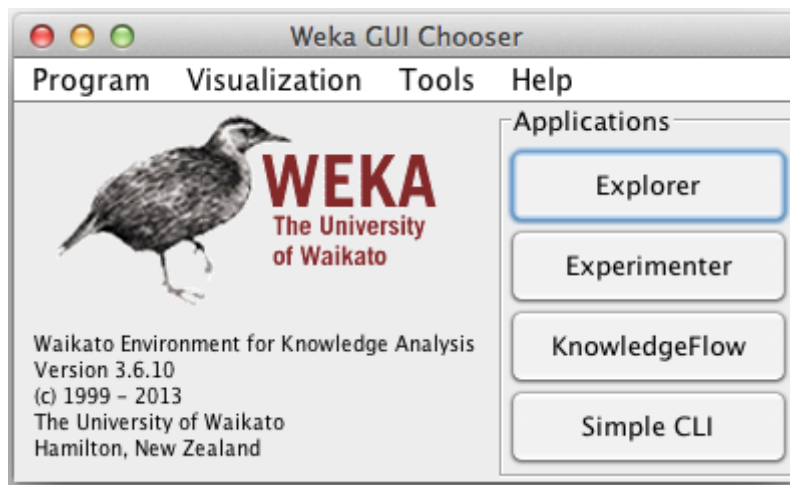 Weka GUI Chooser
Program Visualization Tools Help
WEKA
The University
of Waikato
Waikato Environment for Knowledge Analysis
Version 3.6.10
(c) 1999 – 2013
The University of Waikato
Hamilton, New Zealand
Applications
Explorer
Experimenter
KnowledgeFlow
Simple CLI